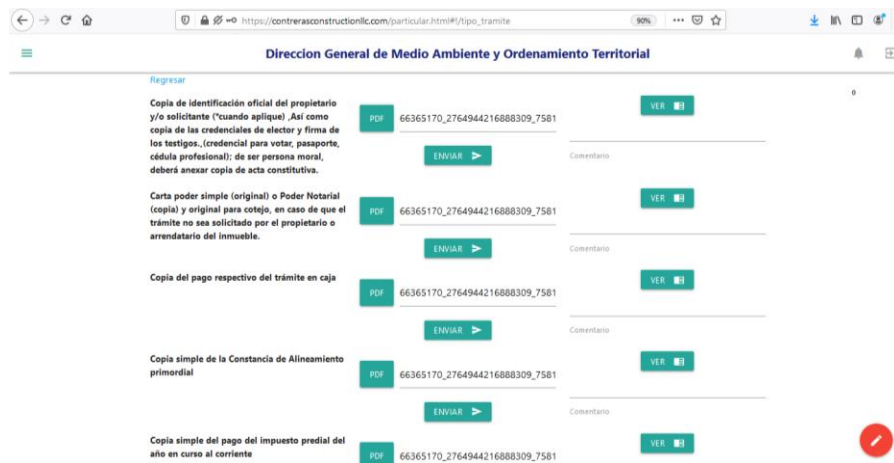 https://contrerasconstructionllc.com/particular.html#!/tipo_tramite
90%
Direccion General de Medio Ambiente y Ordenamiento Territorial
Regresar
0
Copia de identificación oficial del propietario
y/o solicitante (*cuando aplique) ,Así como
copia de las credenciales de elector y firma de
los testigos.,(credencial para votar, pasaporte,
cédula profesional); de ser persona moral,
deberá anexar copia de acta constitutiva.
PDF
66365170_2764944216888309_7581
VER
ENVIAR
Comentario
Carta poder simple (original) o Poder Notarial
(copia) y original para cotejo, en caso de que el
trámite no sea solicitado por el propietario o
arrendatario del inmueble.
PDF
66365170_2764944216888309_7581
VER
ENVIAR
Comentario
Copia del pago respectivo del trámite en caja
PDF
66365170_2764944216888309_7581
VER
ENVIAR
Comentario
Copia simple de la Constancia de Alineamiento
primordial
PDF
66365170_2764944216888309_7581
VER
ENVIAR
Comentario
Copia simple del pago del impuesto predial del
año en curso al corriente
PDF
66365170_2764944216888309_7581
VER